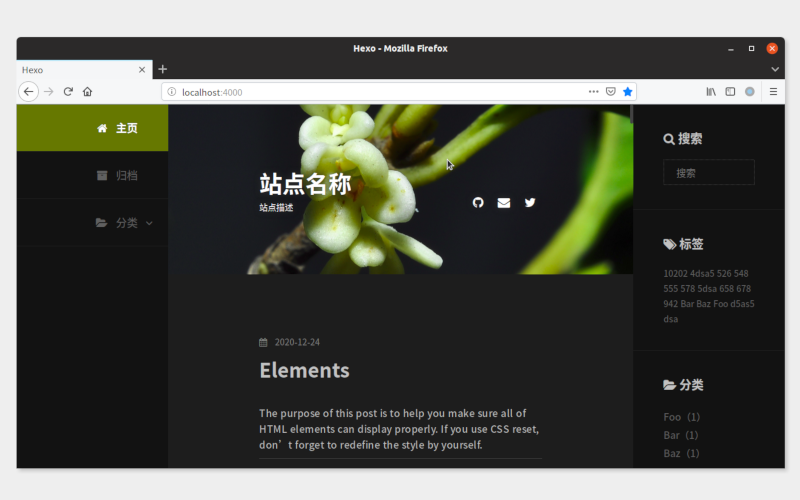 Hexo - Mozilla Firefox
Hexo
localhost:4000
主页
归档
分类
站点名称
站点描述
2020-12-24
Elements
The purpose of this post is to help you make sure all of
HTML elements can display properly. If you use CSS reset,
don’t forget to redefine the style by yourself.
搜索
搜索
标签
10202 4dsa5 526 548
555 578 5dsa 658 678
942 Bar Baz Foo d5as5
dsa
分类
Foo（1）
Bar（1）
Baz（1）